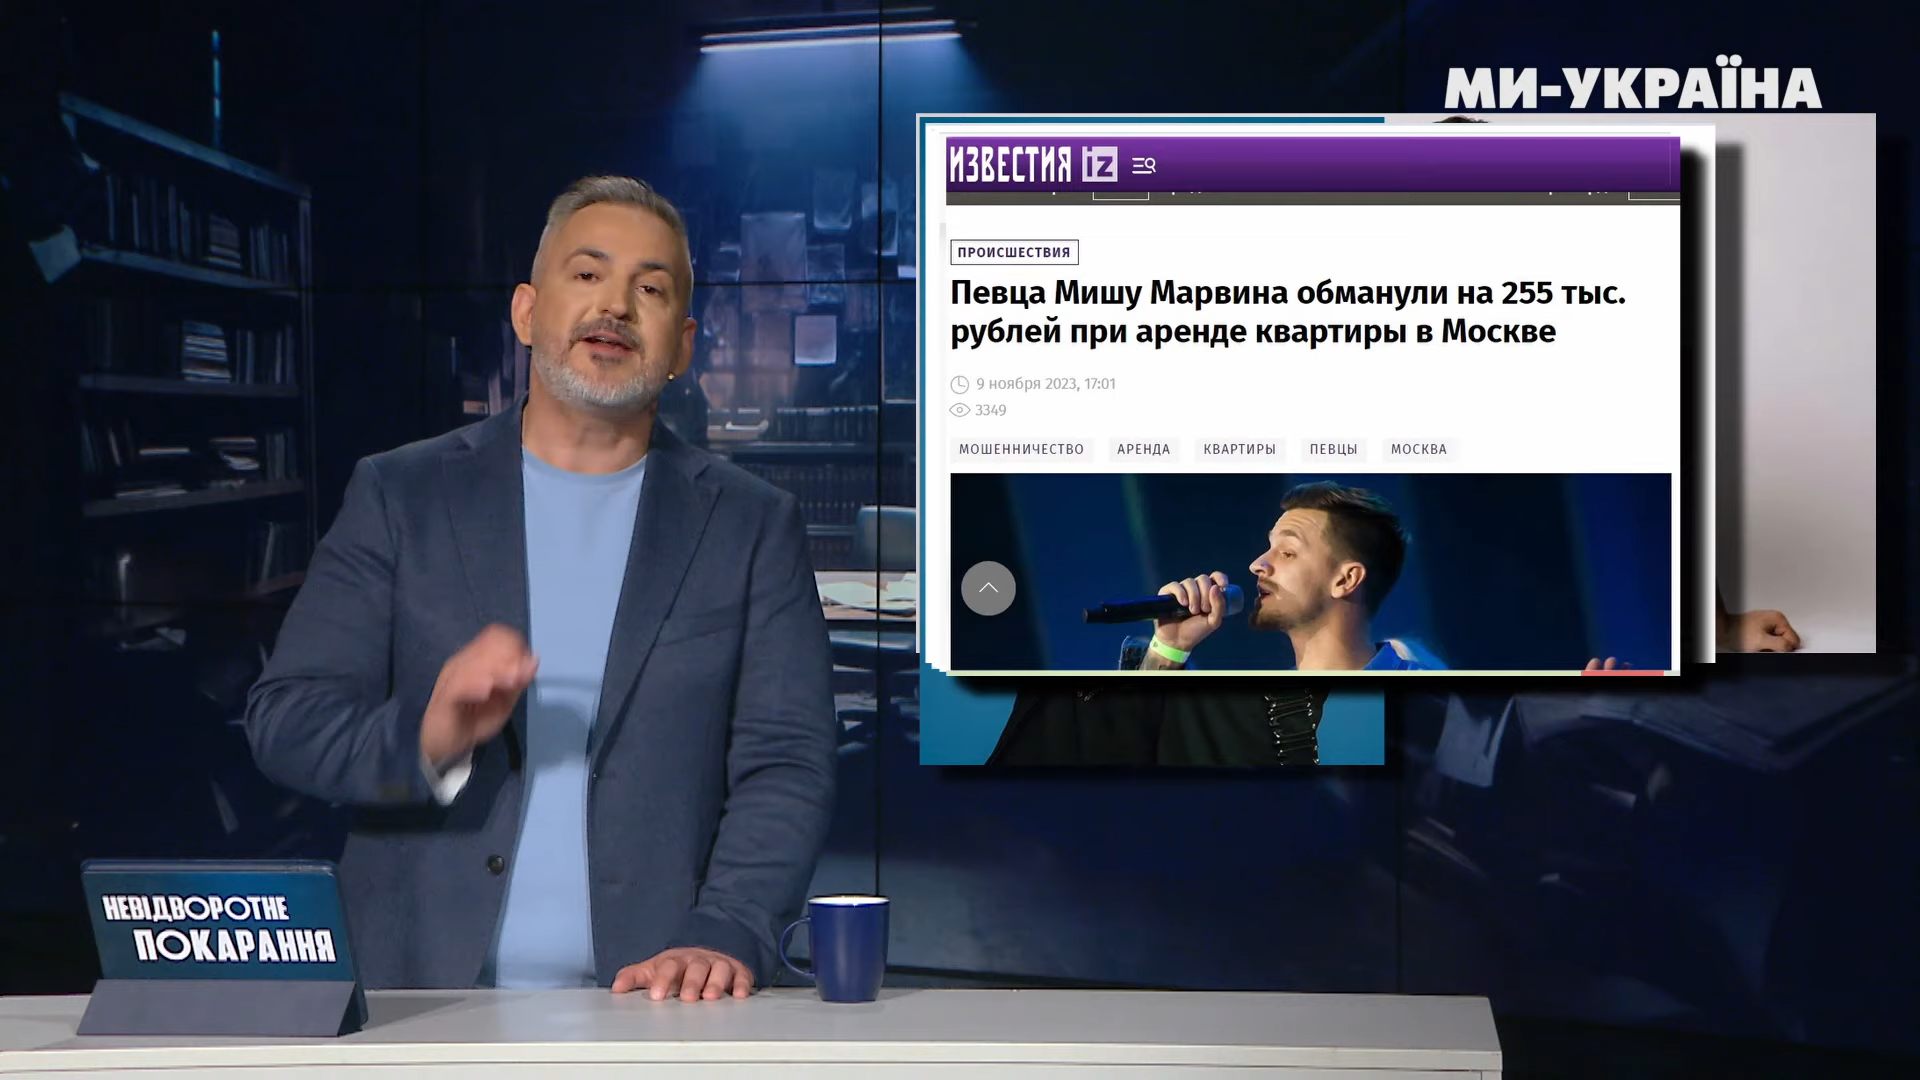 МИ-УКРАЇНА
ИЗВЕСТИЯ iz
ПРОИСШЕСТВИЯ
Певца Мишу Марвина обманули на 255 тыс.
рублей при аренде квартиры в Москве
9 ноября 2023, 17:01
3349
МОШЕННИЧЕСТВО АРЕНДА КВАРТИРЫ ПЕВЦЫ МОСКВА
НЕВІДВОРОТНЕ
ПОКАРАННЯ